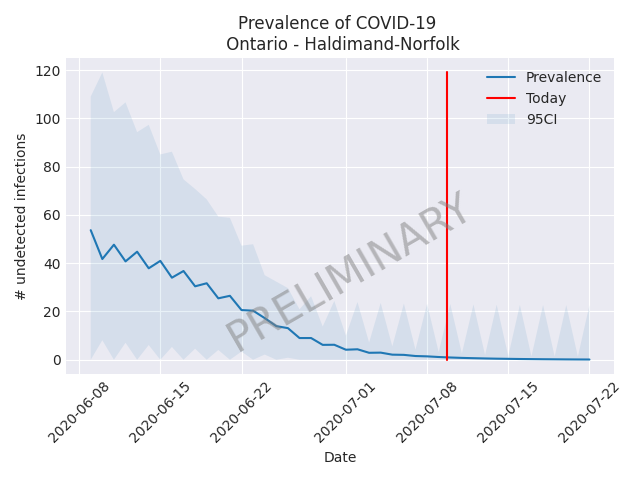 Prevalence of COVID-19
Ontario - Haldimand-Norfolk
120
100
80
60
40
20
0
# undetected infections
Prevalence
Today
95CI
PRELIMINARY
2020-06-08
2020-06-15
2020-06-22
2020-07-01
2020-07-08
2020-07-15
2020-07-22
Date